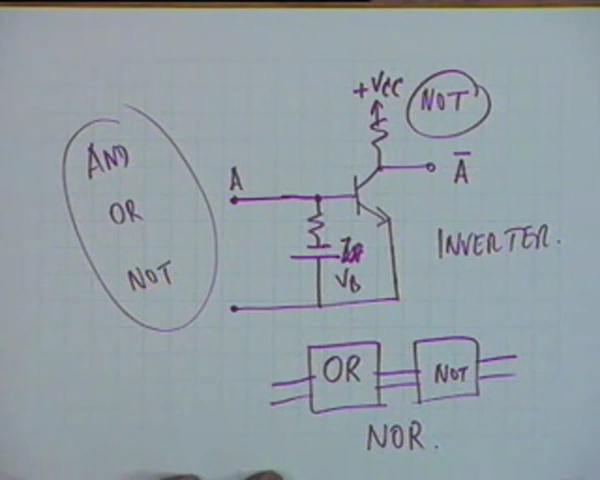 +VCC
NOT
AND
OR
NOT
A
A̅
INVERTER.
VB
OR
NOT
NOR.